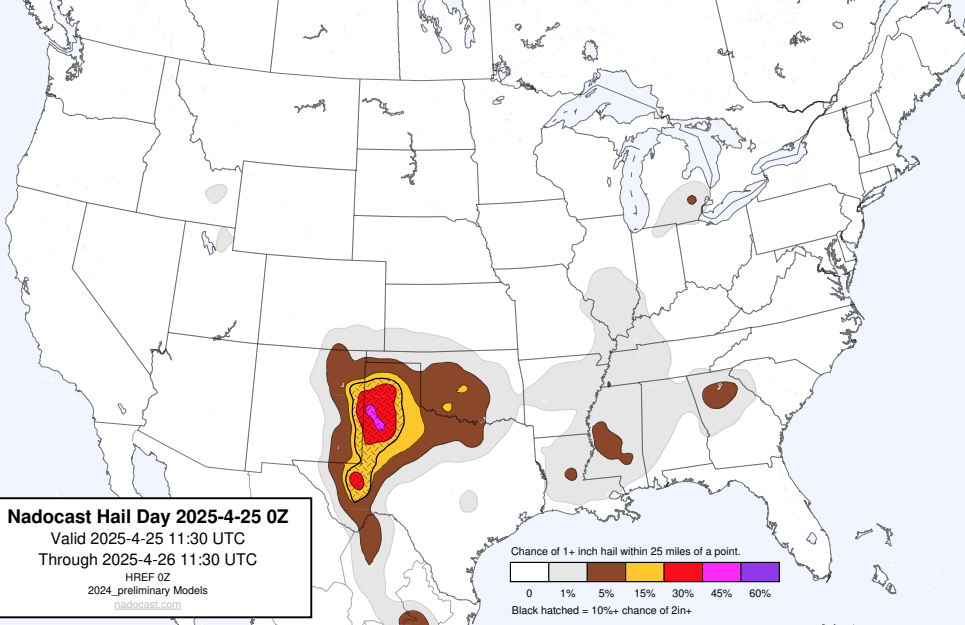 Nadocast Hail Day 2025-4-25 0Z
Valid 2025-4-25 11:30 UTC
Through 2025-4-26 11:30 UTC
HREF 0Z
2024_preliminary Models
nadocast.com
Chance of 1+ inch hail within 25 miles of a point.
0 1% 5% 15% 30% 45% 60%
Black hatched = 10%+ chance of 2in+